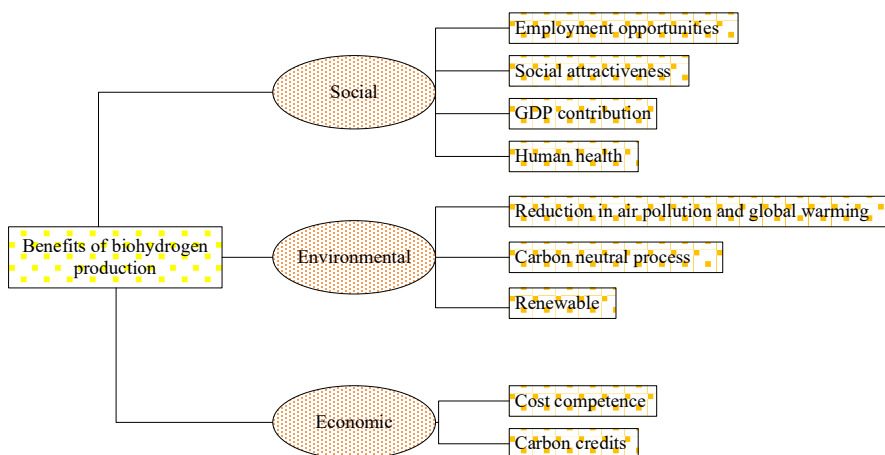 Employment opportunities
Social attractiveness
Social
GDP contribution
Human health
Reduction in air pollution and global warming
Benefits of biohydrogen
production
Environmental
Carbon neutral process
Renewable
Cost competence
Economic
Carbon credits